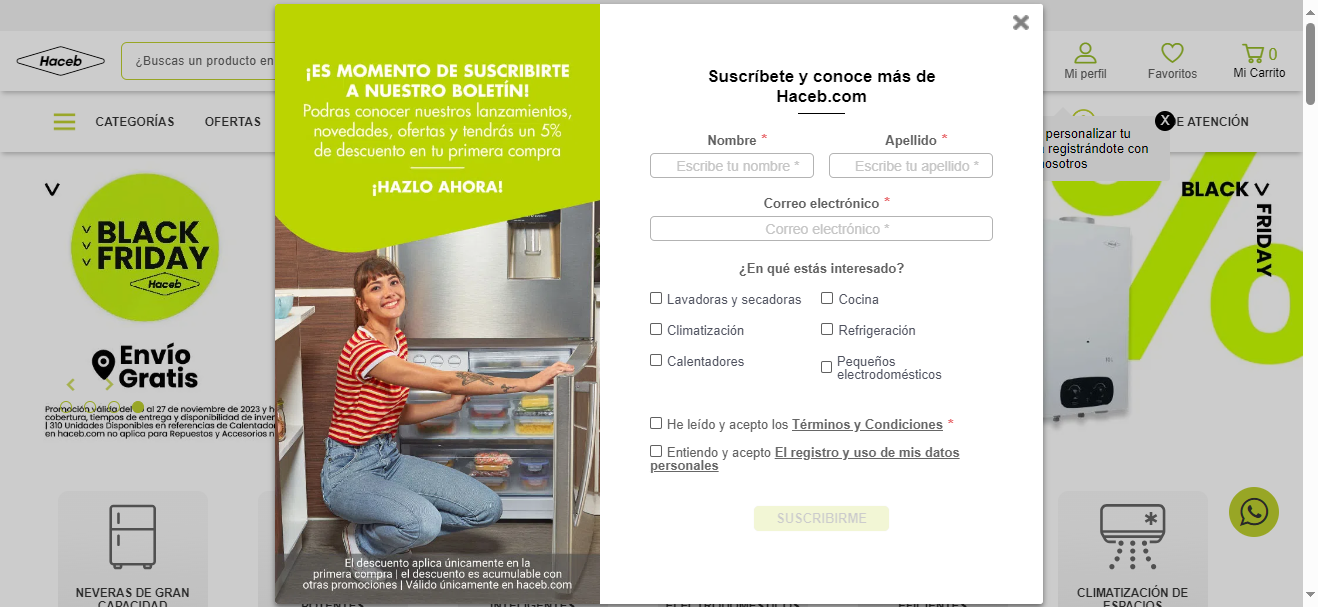 Haceb
¿Buscas un producto en
Mi perfil
Favoritos
0
Mi Carrito
CATEGORÍAS
OFERTAS
E ATENCIÓN
X
personalizar tu
registrándote con
nosotros
¡ES MOMENTO DE SUSCRIBIRTE
A NUESTRO BOLETÍN!
Podras conocer nuestros lanzamientos,
novedades, ofertas y tendrás un 5%
de descuento en tu primera compra
¡HAZLO AHORA!
El descuento aplica únicamente en la
primera compra | el descuento es acumulable con
otras promociones | Válido únicamente en haceb.com
Suscríbete y conoce más de
Haceb.com
Nombre * Apellido *
Escribe tu nombre * Escribe tu apellido *
Correo electrónico *
Correo electrónico *
¿En qué estás interesado?
Lavadoras y secadoras Cocina
Climatización Refrigeración
Calentadores Pequeños
electrodomésticos
He leído y acepto los Términos y Condiciones *
Entiendo y acepto El registro y uso de mis datos
personales
SUSCRIBIRME
BLACK
FRIDAY
Haceb
Envío
Gratis
Promoción válida del al 27 de noviembre de 2023 y
cobertura, tiempos de entrega y disponibilidad de
| 310 Unidades Disponibles en referencias de
en haceb.com no aplica para Repuestos y Accesorios
BLACK
FRIDAY
%
NEVERAS DE GRAN
CAPACIDAD
CLIMATIZACIÓN DE
ESPACIOS